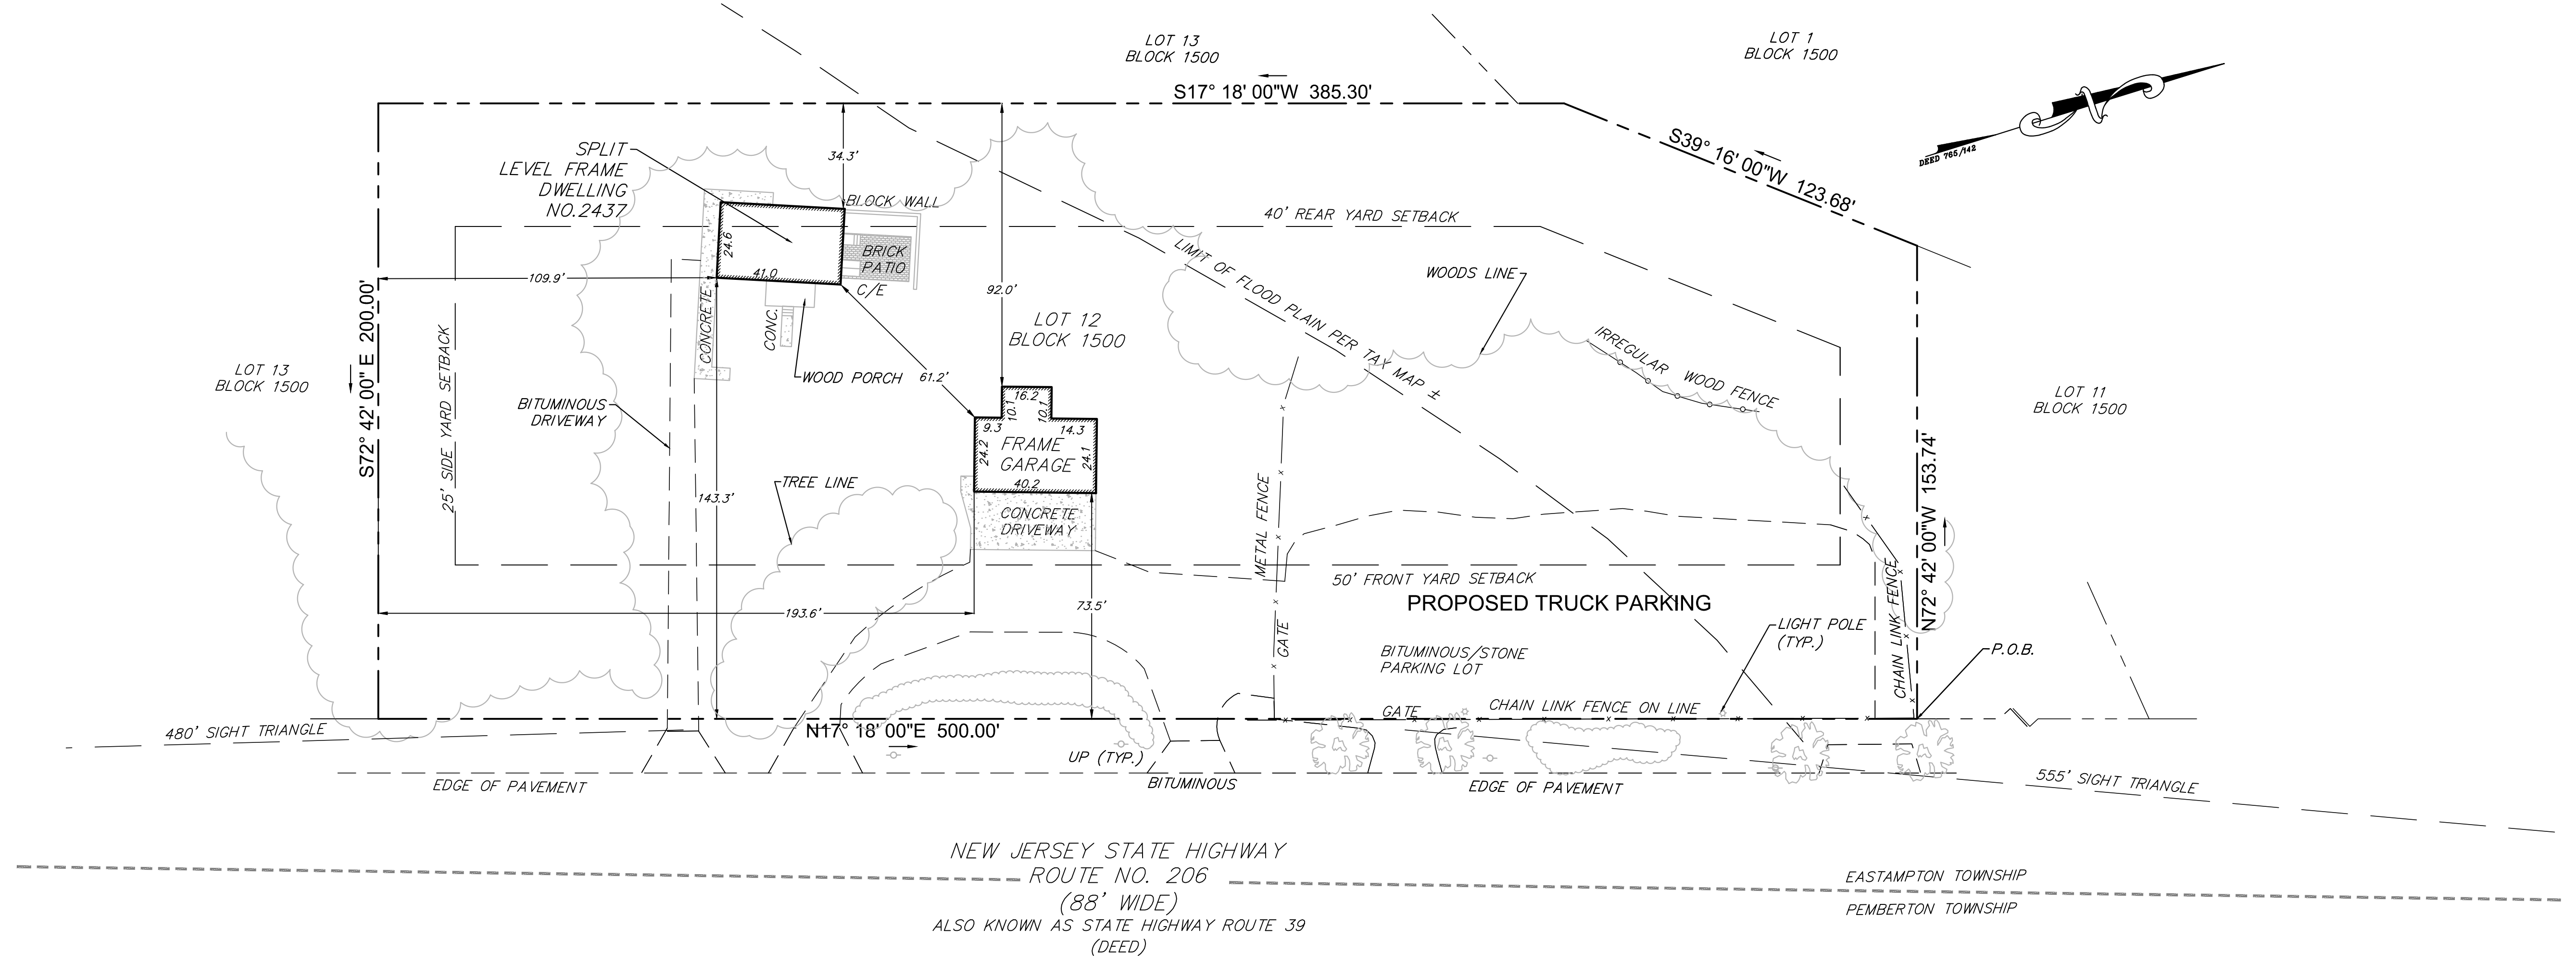 LOT 13
BLOCK 1500
LOT 1
BLOCK 1500
S17° 18' 00"W  385.30'
S39° 16' 00"W  123.68'
N
DEED 765/142
SPLIT
LEVEL FRAME
DWELLING
NO.2437
34.3'
BLOCK WALL
40' REAR YARD SETBACK
24.6
BRICK
PATIO
41.0
C/E
109.9'
92.0'
LIMIT OF FLOOD PLAIN PER TAX MAP ±
WOODS LINE
S72° 42' 00" E  200.00'
25' SIDE YARD SETBACK
CONCRETE
CONC.
LOT 12
BLOCK 1500
IRREGULAR WOOD FENCE
LOT 13
BLOCK 1500
WOOD PORCH
61.2'
LOT 11
BLOCK 1500
BITUMINOUS
DRIVEWAY
16.2
10.1
10.1
9.3
14.3
FRAME
GARAGE
24.2
24.1
40.2
N72° 42' 00"W  153.74'
TREE LINE
143.3'
CONCRETE
DRIVEWAY
METAL FENCE
50' FRONT YARD SETBACK
PROPOSED TRUCK PARKING
193.6'
73.5'
GATE
LIGHT POLE
(TYP.)
CHAIN LINK FENCE
P.O.B.
BITUMINOUS/STONE
PARKING LOT
GATE
CHAIN LINK FENCE ON LINE
480' SIGHT TRIANGLE
N17° 18' 00"E  500.00'
UP (TYP.)
EDGE OF PAVEMENT
BITUMINOUS
EDGE OF PAVEMENT
555' SIGHT TRIANGLE
NEW JERSEY STATE HIGHWAY
ROUTE NO. 206
(88' WIDE)
ALSO KNOWN AS STATE HIGHWAY ROUTE 39
(DEED)
EASTAMPTON TOWNSHIP
PEMBERTON TOWNSHIP